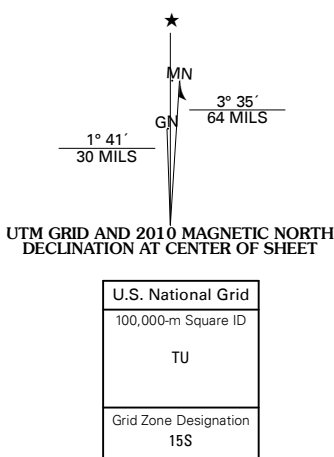 MN
3° 35´
64 MILS
GN
1° 41´
30 MILS
UTM GRID AND 2010 MAGNETIC NORTH
DECLINATION AT CENTER OF SHEET
U.S. National Grid
100,000-m Square ID
TU
Grid Zone Designation
15S